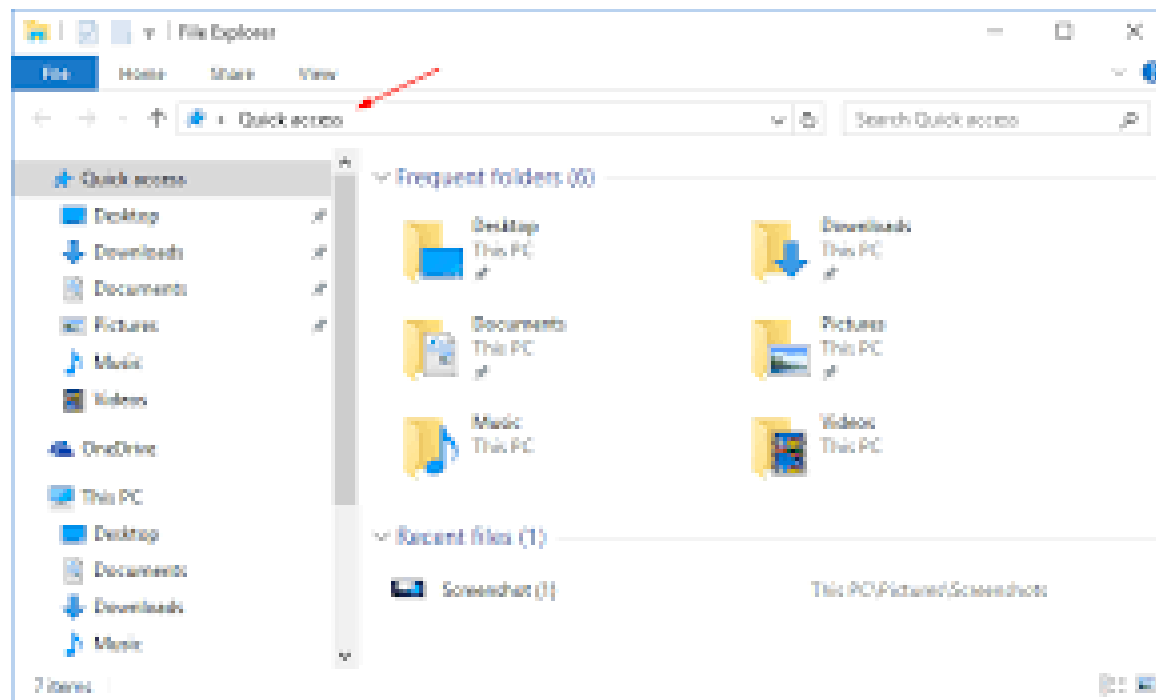 File Explorer
File Home Share View
Quick access
Search Quick access
Quick access
Desktop
Downloads
Documents
Pictures
Music
Videos
OneDrive
This PC
Desktop
Documents
Downloads
Music
Frequent folders (6)
Desktop
This PC
Downloads
This PC
Documents
This PC
Pictures
This PC
Music
This PC
Videos
This PC
Recent files (1)
Screenshot (1) This PC\Pictures\Screenshots
7 items